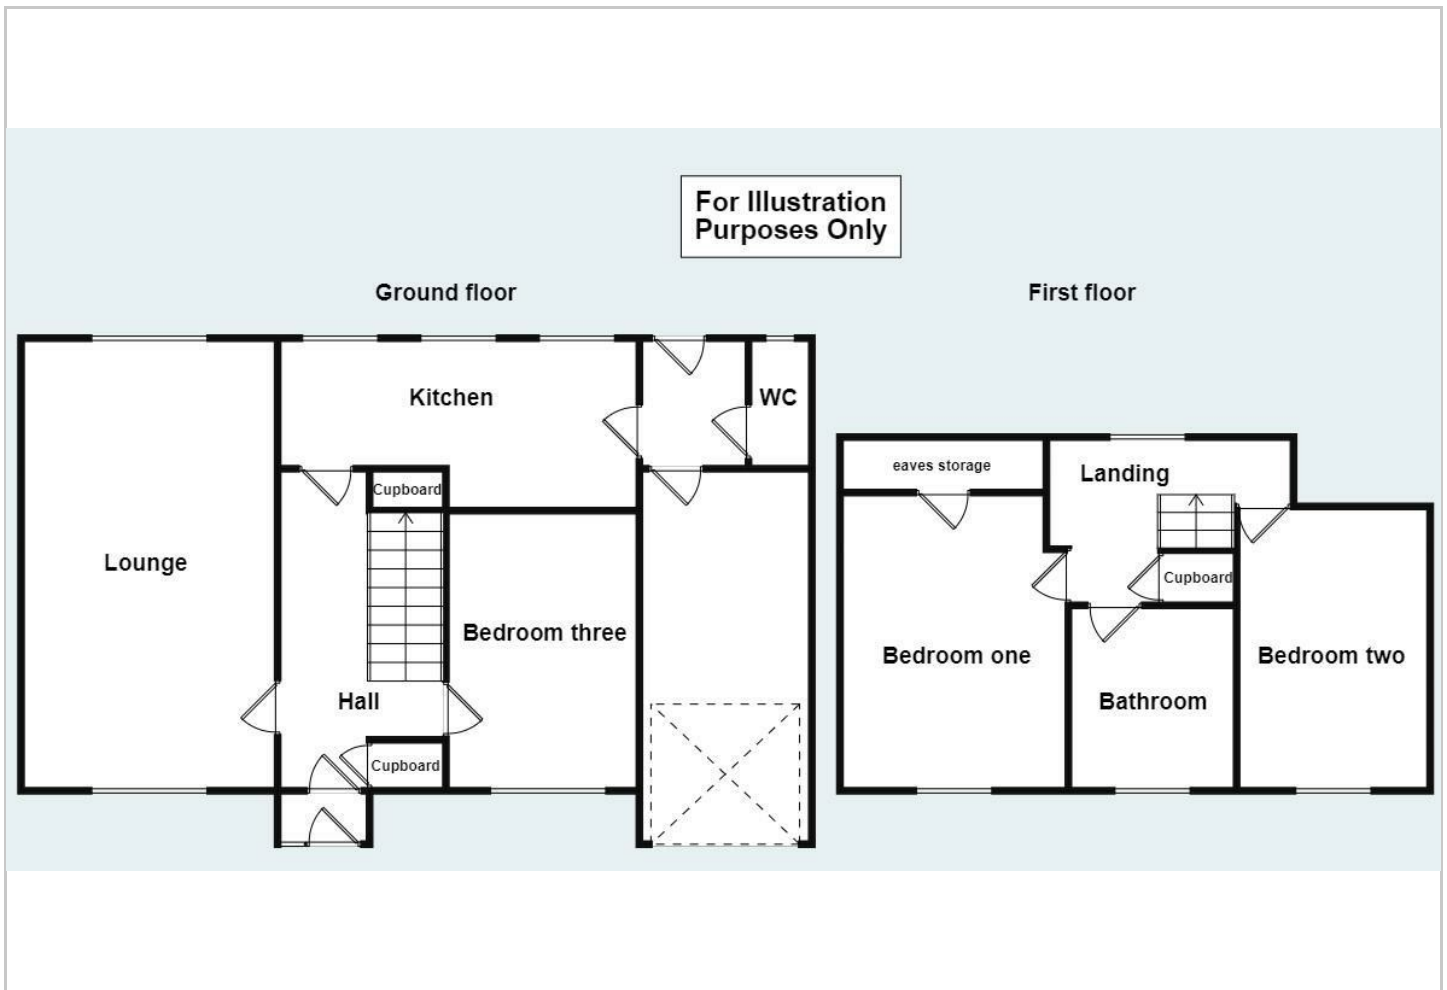 For Illustration
Purposes Only
Ground floor
First floor
Kitchen
WC
Cupboard
Lounge
Bedroom three
Hall
Cupboard
eaves storage
Landing
Cupboard
Bedroom one
Bedroom two
Bathroom